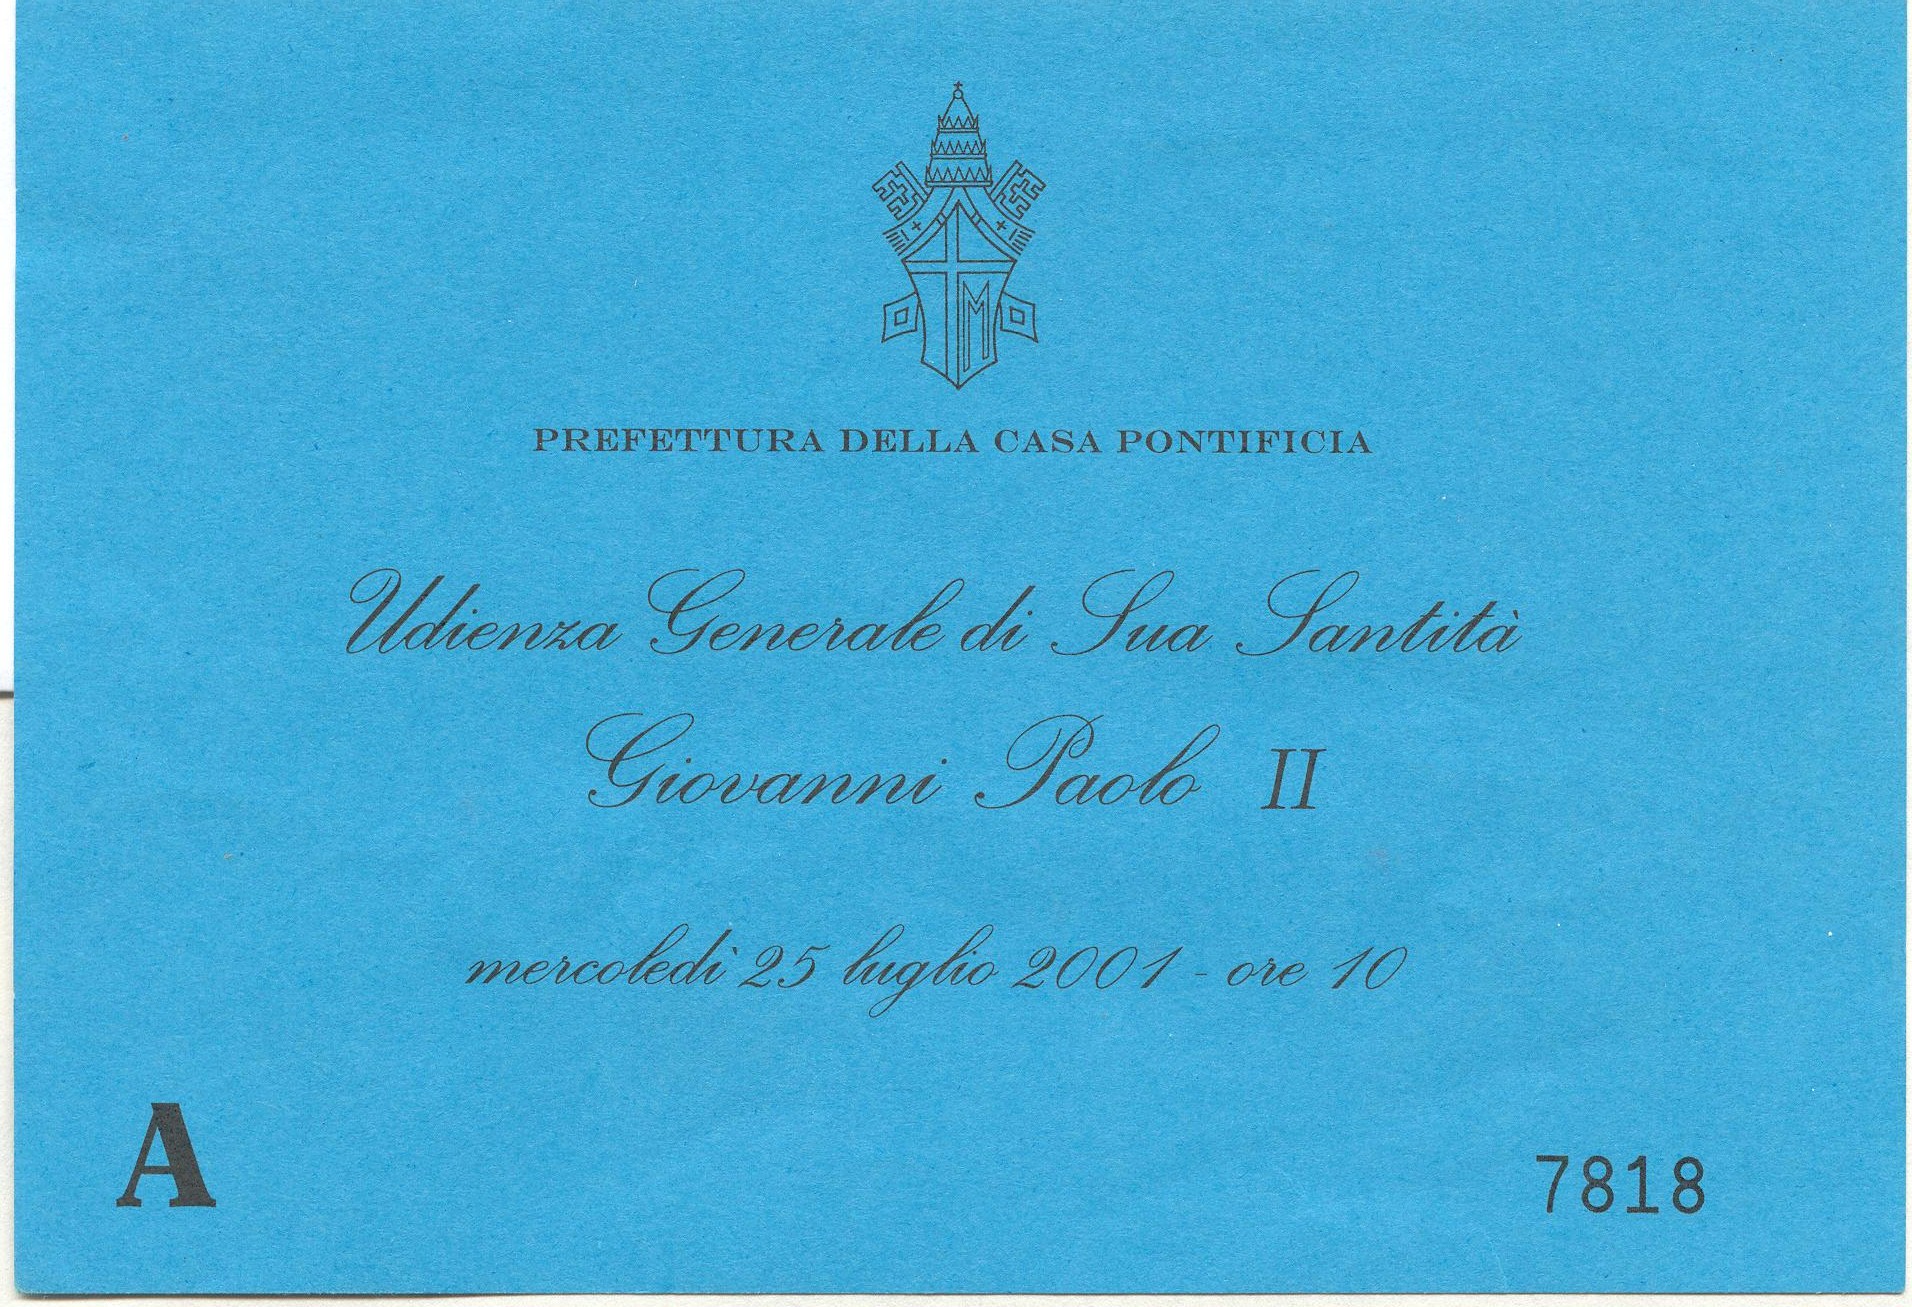 PREFETTURA DELLA CASA PONTIFICIA
Udienza Generale di Sua Santità
Giovanni Paolo II
mercoledì 25 luglio 2001 - ore 10
A
7818